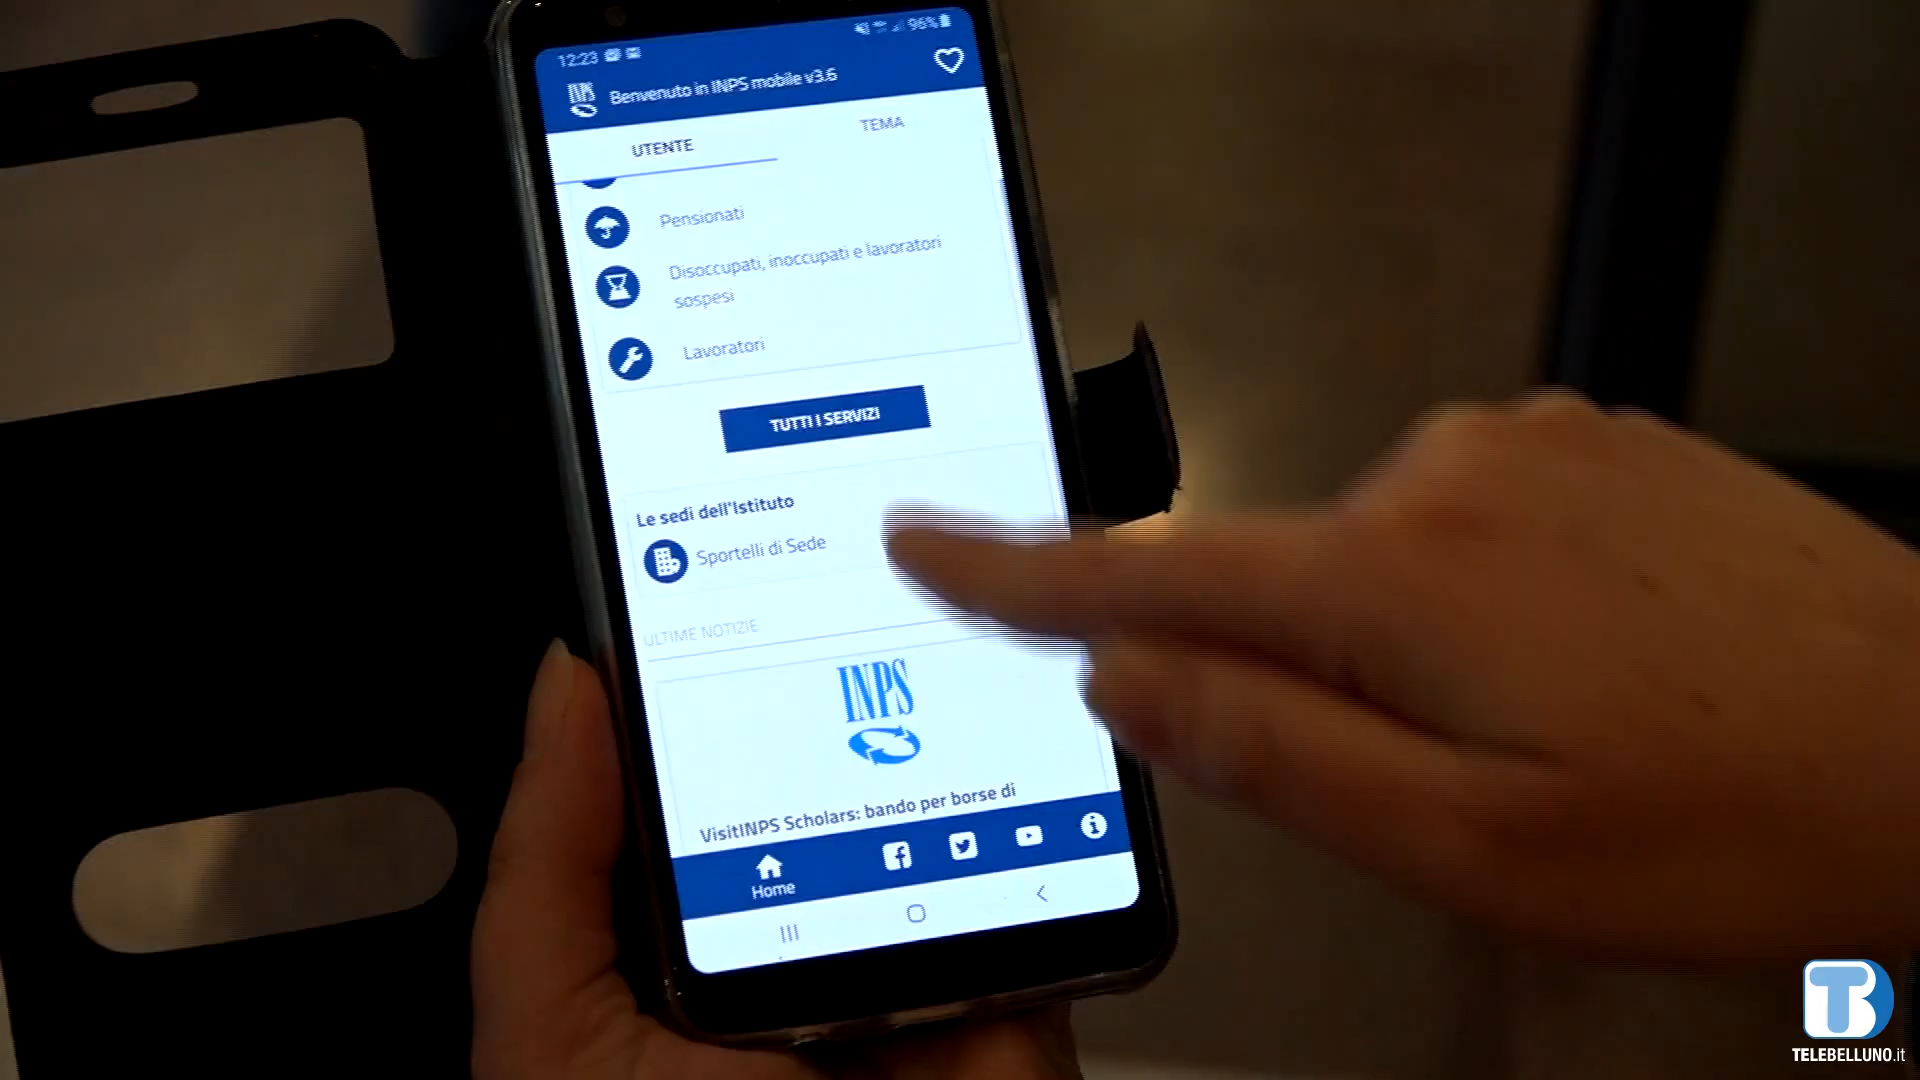 12:23
96%
INPS
Benvenuto in INPS mobile v3.6
UTENTE
TEMA
Pensionati
Disoccupati, inoccupati e lavoratori
sospesi
Lavoratori
TUTTI I SERVIZI
Le sedi dell'Istituto
Sportelli di Sede
ULTIME NOTIZIE
INPS
VisitINPS Scholars: bando per borse di
Home
TB
TELEBELLUNO.it